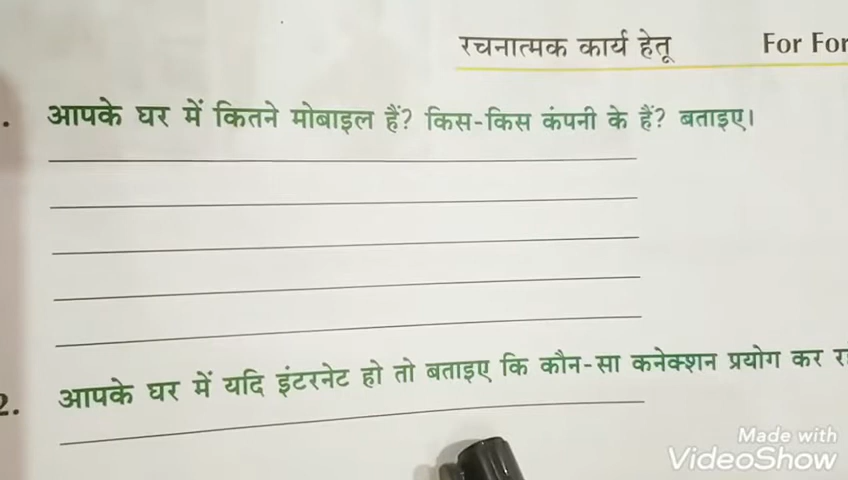 रचनात्मक कार्य हेतू For For
आपके घर में कितने मोबाइल हैं? किस-किस कंपनी के हैं? बताइए।
2. आपके घर में यदि इंटरनेट हो तो बताइए कि कौन-सा कनेक्शन प्रयोग कर
Made with
VideoShow